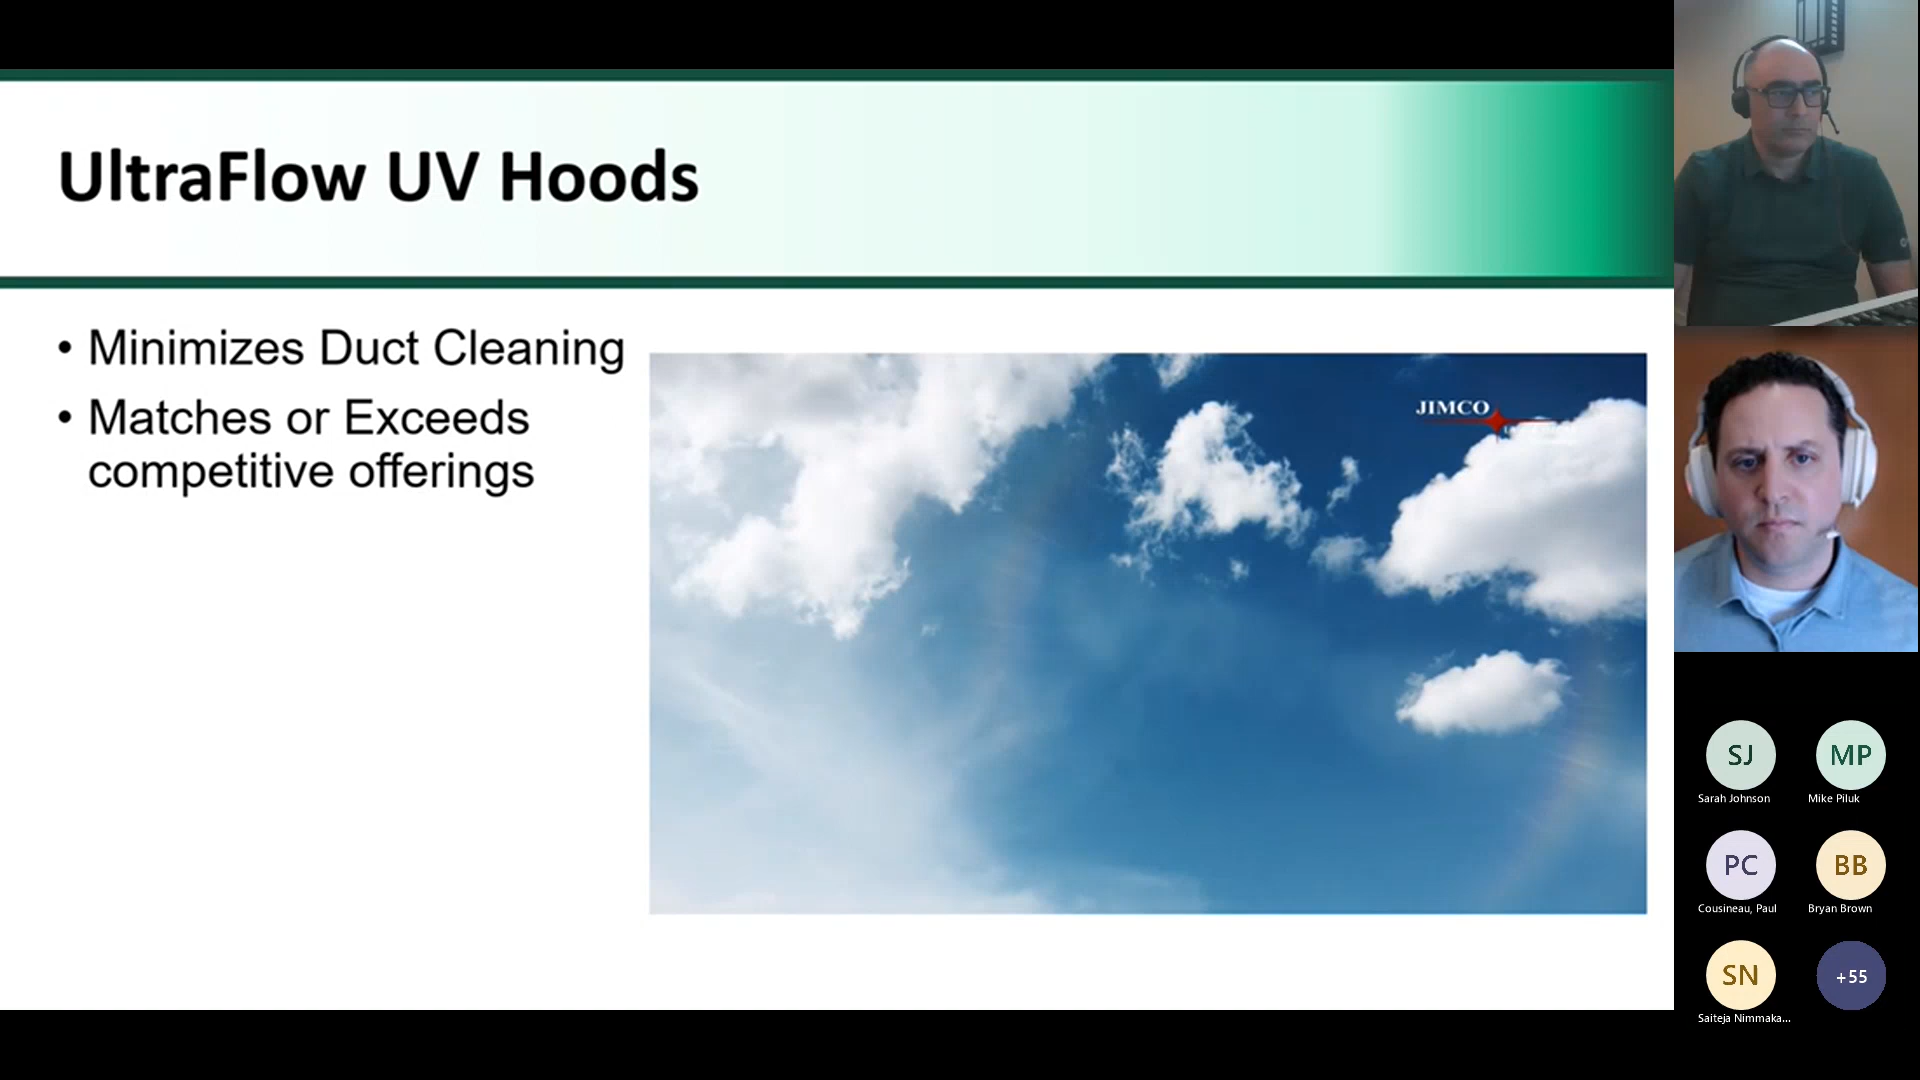 UltraFlow UV Hoods
• Minimizes Duct Cleaning
• Matches or Exceeds
competitive offerings
JIMCO
SJ
Sarah Johnson
MP
Mike Piluk
PC
Cousineau, Paul
BB
Bryan Brown
SN
Saiteja Nimmaka...
+55